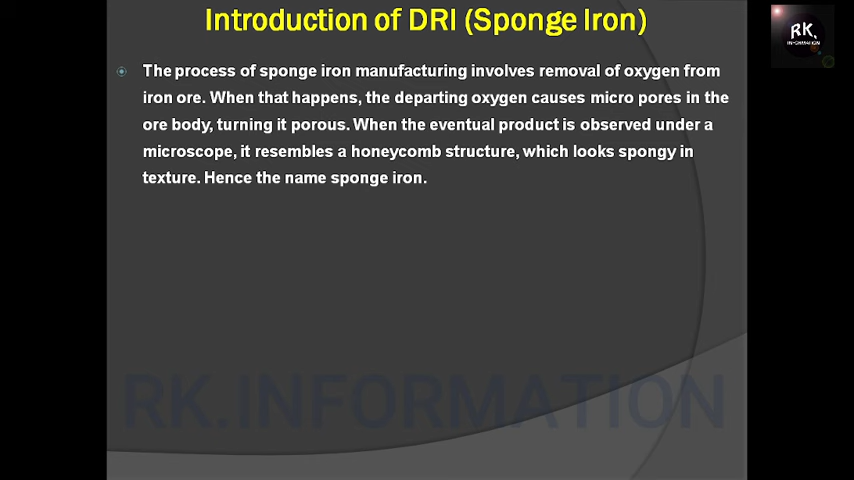 Introduction of DRI (Sponge Iron)
RK.
INFORMATION
The process of sponge iron manufacturing involves removal of oxygen from
iron ore. When that happens, the departing oxygen causes micro pores in the
ore body, turning it porous. When the eventual product is observed under a
microscope, it resembles a honeycomb structure, which looks spongy in
texture. Hence the name sponge iron.
RK.INFORMATION